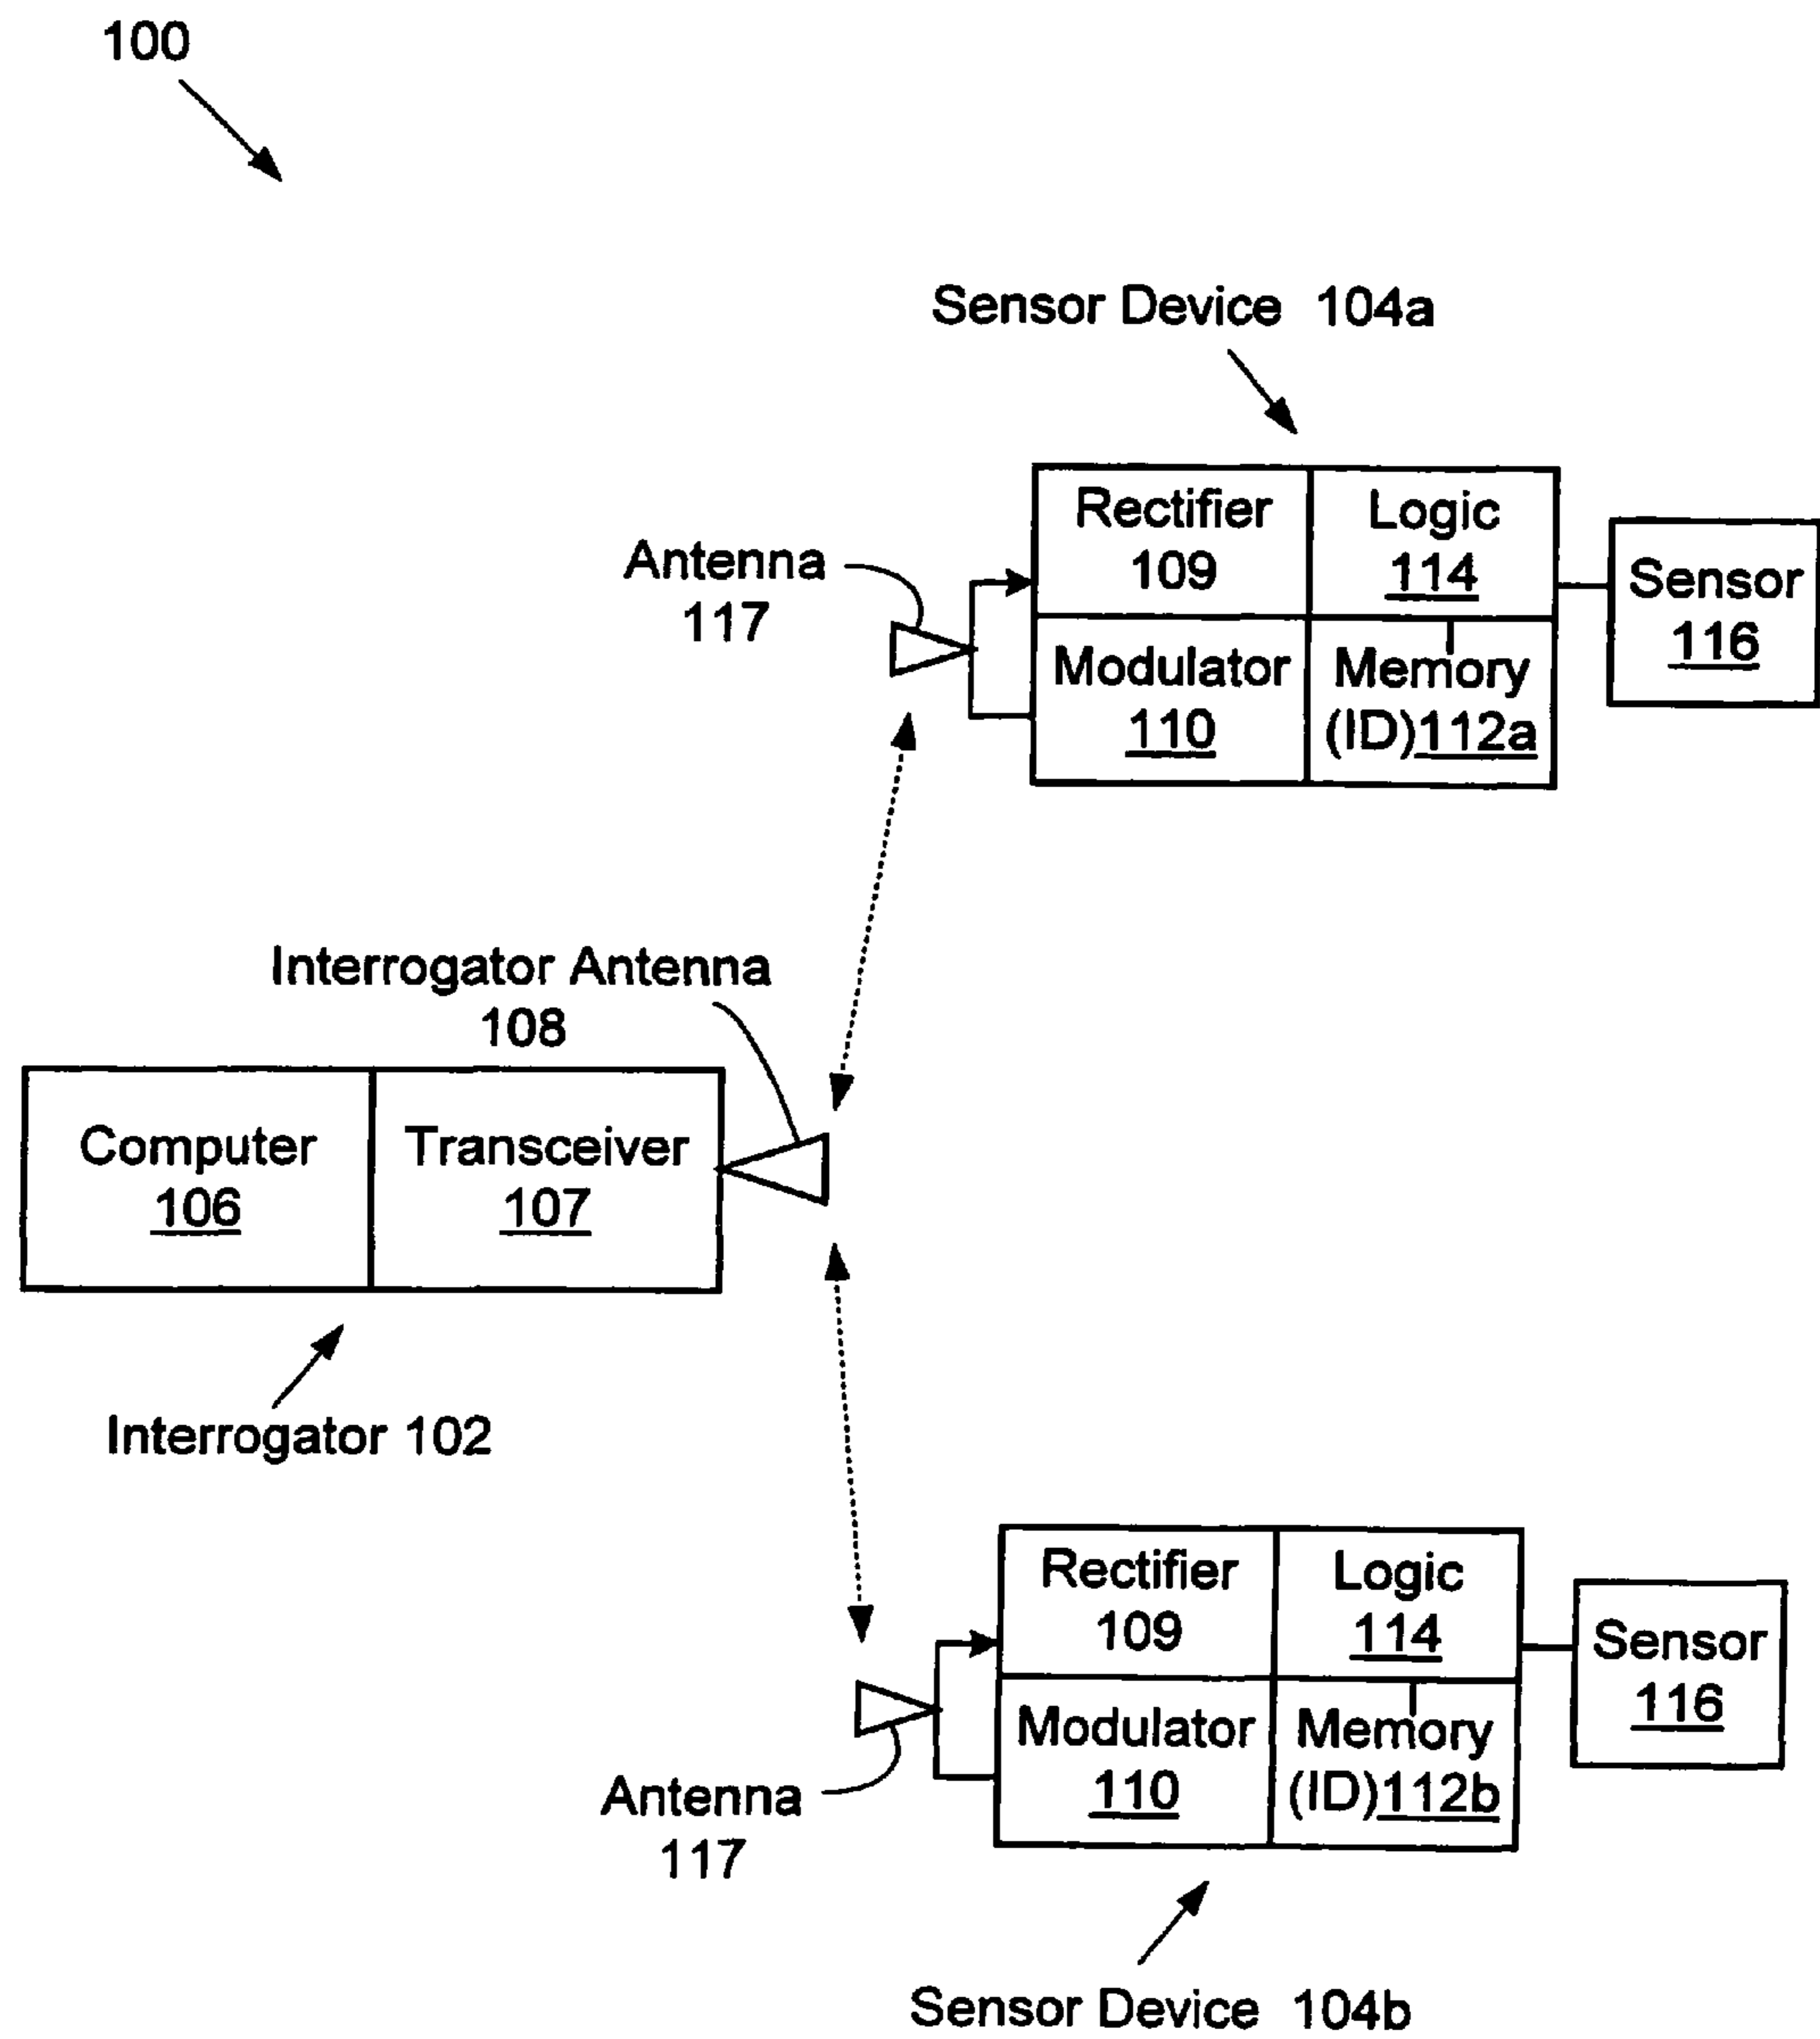 100
Sensor Device 104a
Rectifier
109
Logic
114
Antenna
117
Sensor
116
Modulator
110
Memory
(ID)112a
Interrogator Antenna
108
Computer
106
Transceiver
107
Interrogator 102
Rectifier
109
Logic
114
Sensor
116
Modulator
110
Memory
(ID)112b
Antenna
117
Sensor Device 104b